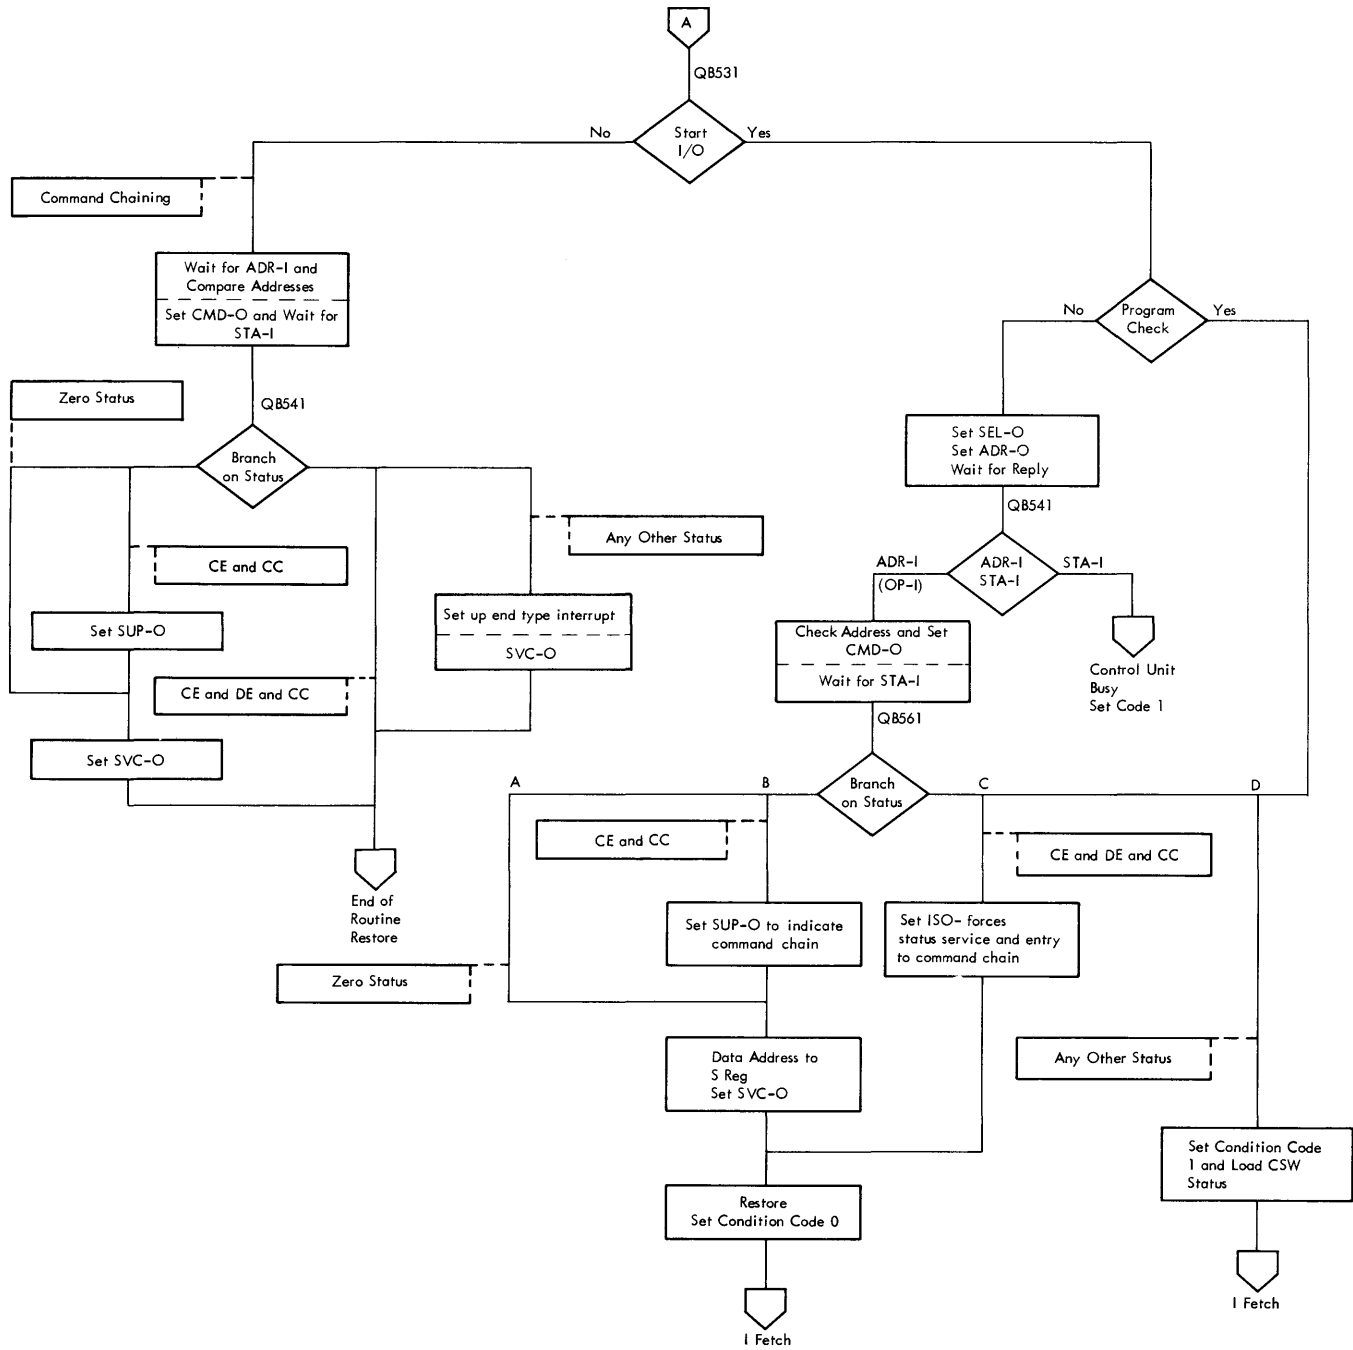 A
QB531
No
Start
I/O
Yes
Command Chaining
Wait for ADR-I and
Compare Addresses
Set CMD-O and Wait for
STA-I
No
Program
Check
Yes
Zero Status
QB541
Set SEL-O
Set ADR-O
Wait for Reply
Branch
on Status
QB541
Any Other Status
CE and CC
ADR-I
(OP-I)
ADR-I
STA-I
STA-I
Set SUP-O
Set up end type interrupt
SVC-O
Check Address and Set
CMD-O
Wait for STA-I
Control Unit
Busy
Set Code 1
CE and DE and CC
QB561
Set SVC-O
A
B
Branch
on Status
C
D
CE and CC
CE and DE and CC
End of
Routine
Restore
Set SUP-O to indicate
command chain
Set ISO- forces
status service and entry
to command chain
Zero Status
Data Address to
S Reg
Set SVC-O
Any Other Status
Set Condition Code
1 and Load CSW
Status
Restore
Set Condition Code 0
I Fetch
I Fetch